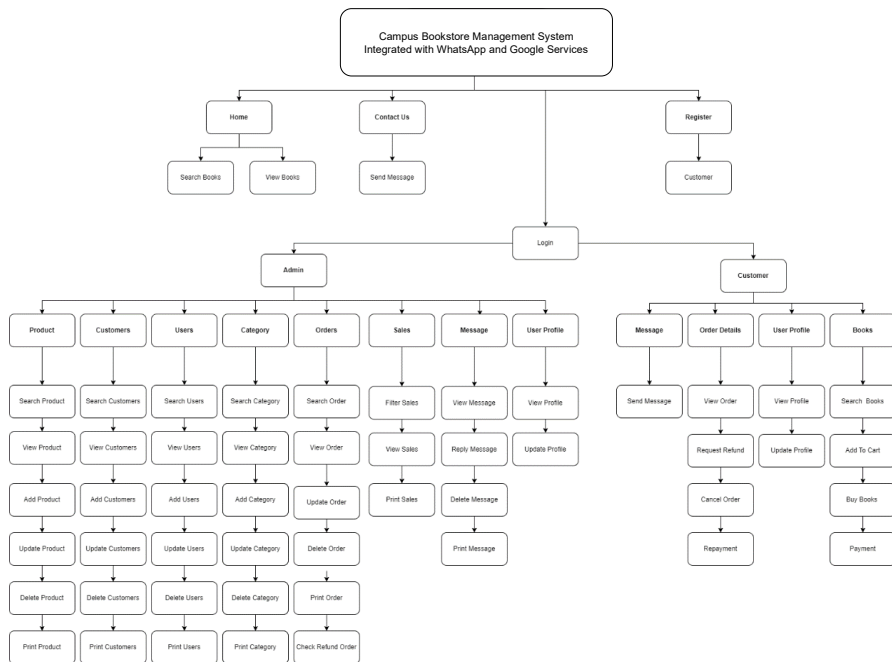 Campus Bookstore Management System
Integrated with WhatsApp and Google Services
Home
Contact Us
Register
Search Books
View Books
Send Message
Customer
Login
Admin
Customer
Product
Customers
Users
Category
Orders
Sales
Message
User Profile
Message
Order Details
User Profile
Books
Search Product
Search Customers
Search Users
Search Category
Search Order
Filter Sales
View Message
View Profile
Send Message
View Order
View Profile
Search Books
View Product
View Customers
View Users
View Category
View Order
View Sales
Reply Message
Update Profile
Request Refund
Update Profile
Add To Cart
Add Product
Add Customers
Add Users
Add Category
Update Order
Print Sales
Delete Message
Cancel Order
Buy Books
Update Product
Update Customers
Update Users
Update Category
Delete Order
Print Message
Repayment
Payment
Delete Product
Delete Customers
Delete Users
Delete Category
Print Order
Print Product
Print Customers
Print Users
Print Category
Check Refund Order